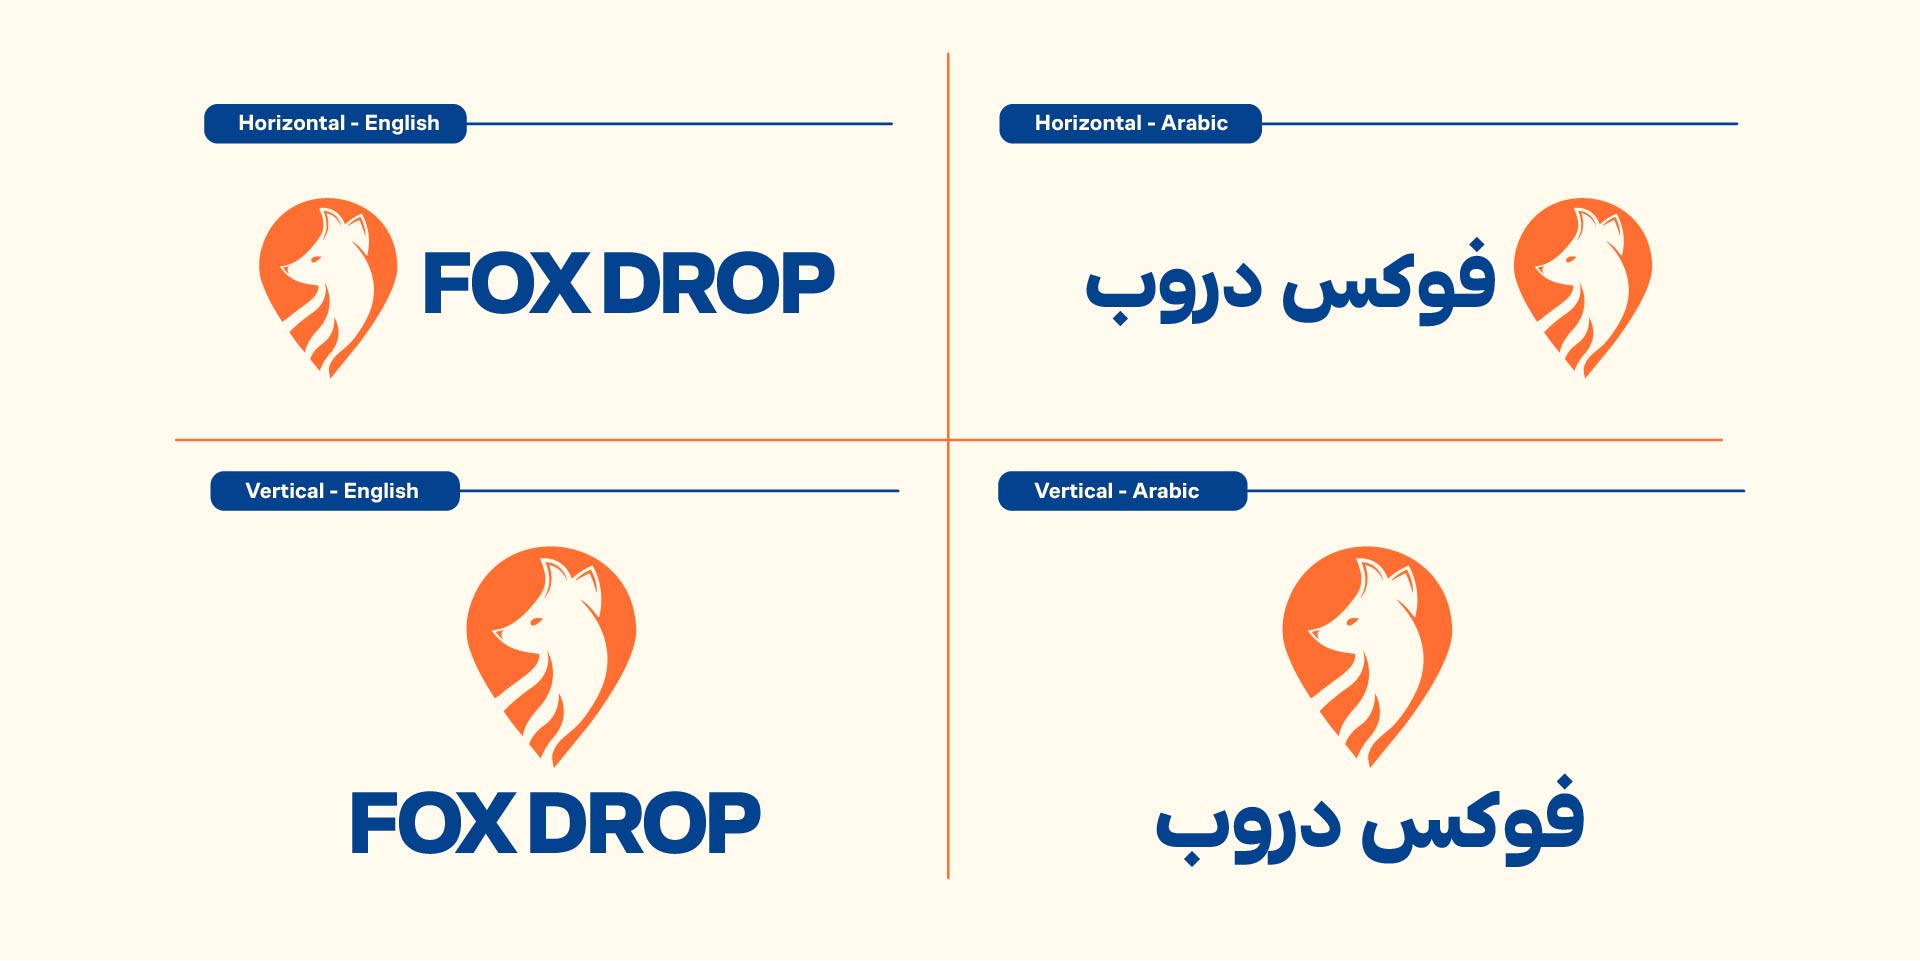 Horizontal - English
FOX DROP
Horizontal - Arabic
فوكس دروب
Vertical - English
FOX DROP
Vertical - Arabic
فوكس دروب